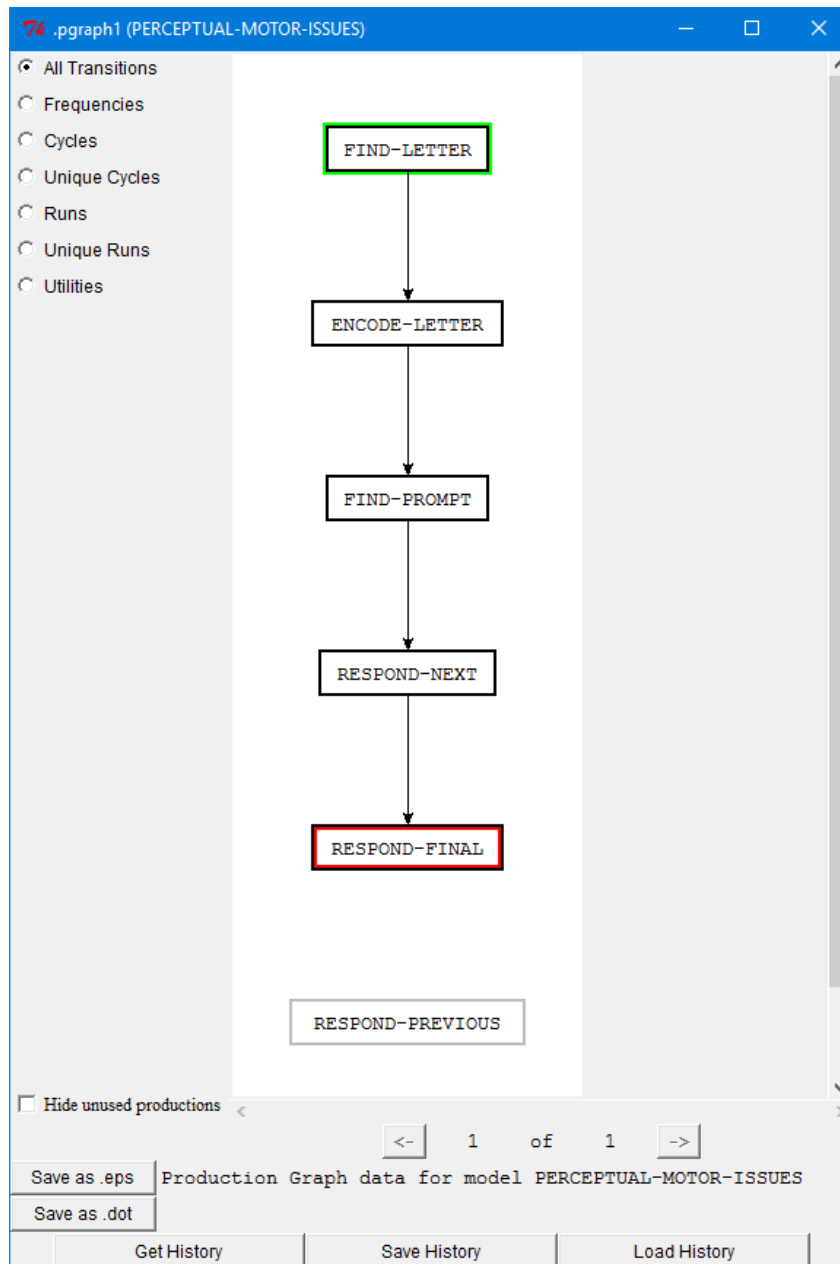 .pgraph1 (PERCEPTUAL-MOTOR-ISSUES)
All Transitions
Frequencies
Cycles
Unique Cycles
Runs
Unique Runs
Utilities
FIND-LETTER
ENCODE-LETTER
FIND-PROMPT
RESPOND-NEXT
RESPOND-FINAL
RESPOND-PREVIOUS
Hide unused productions
<- 1 of 1 ->
Save as .eps Production Graph data for model PERCEPTUAL-MOTOR-ISSUES
Save as .dot
Get History Save History Load History